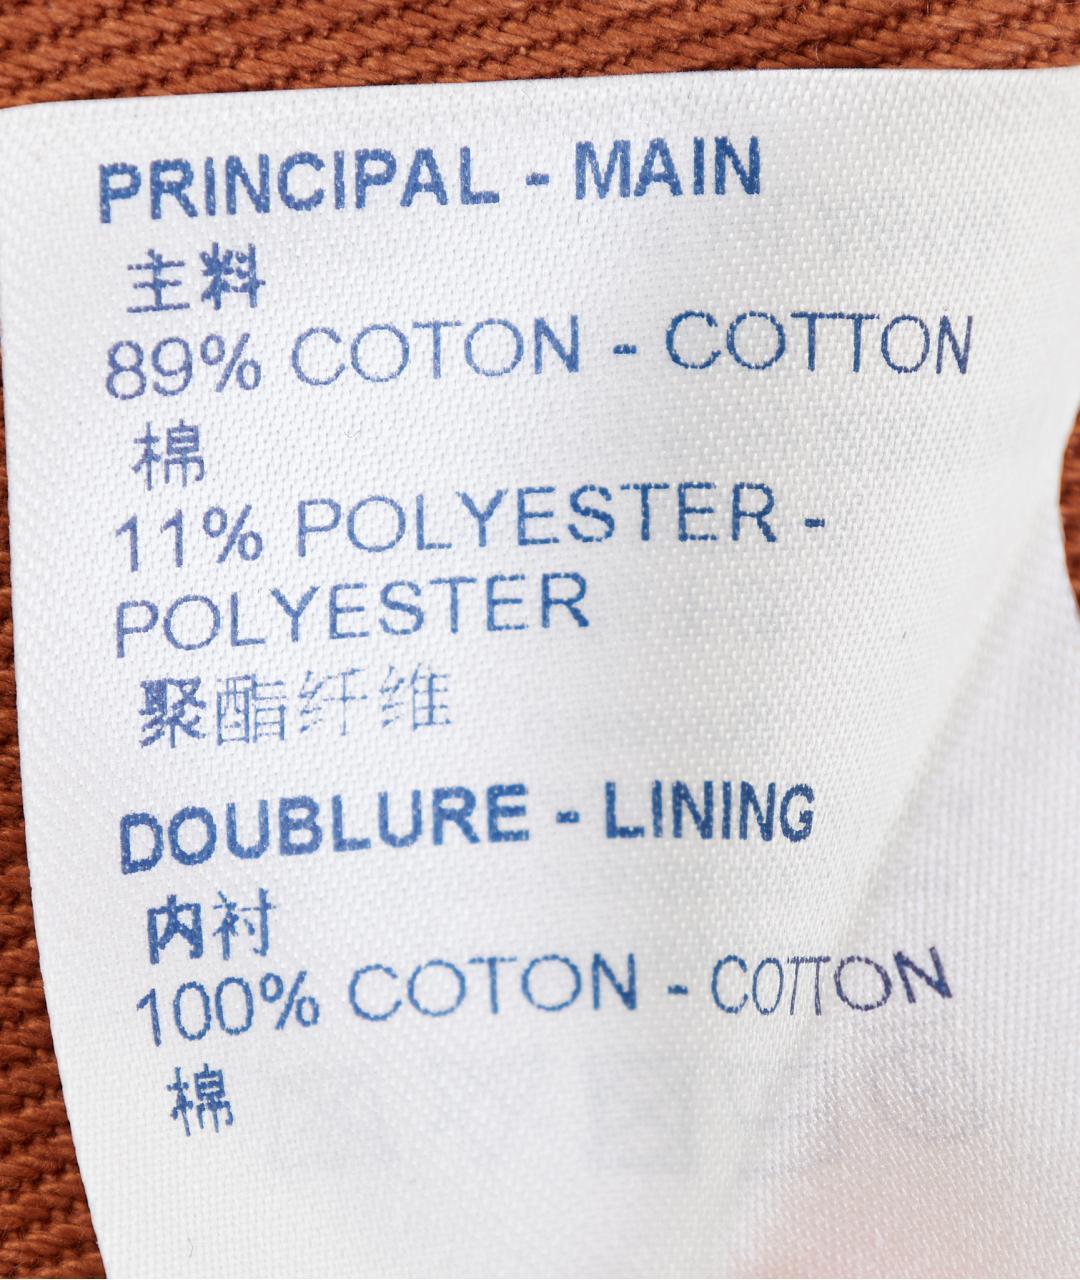 PRINCIPAL - MAIN
主料
89% COTON - COTTON
棉
11% POLYESTER -
POLYESTER
聚酯纤维
DOUBLURE - LINING
内衬
100% COTON - COTTON
棉